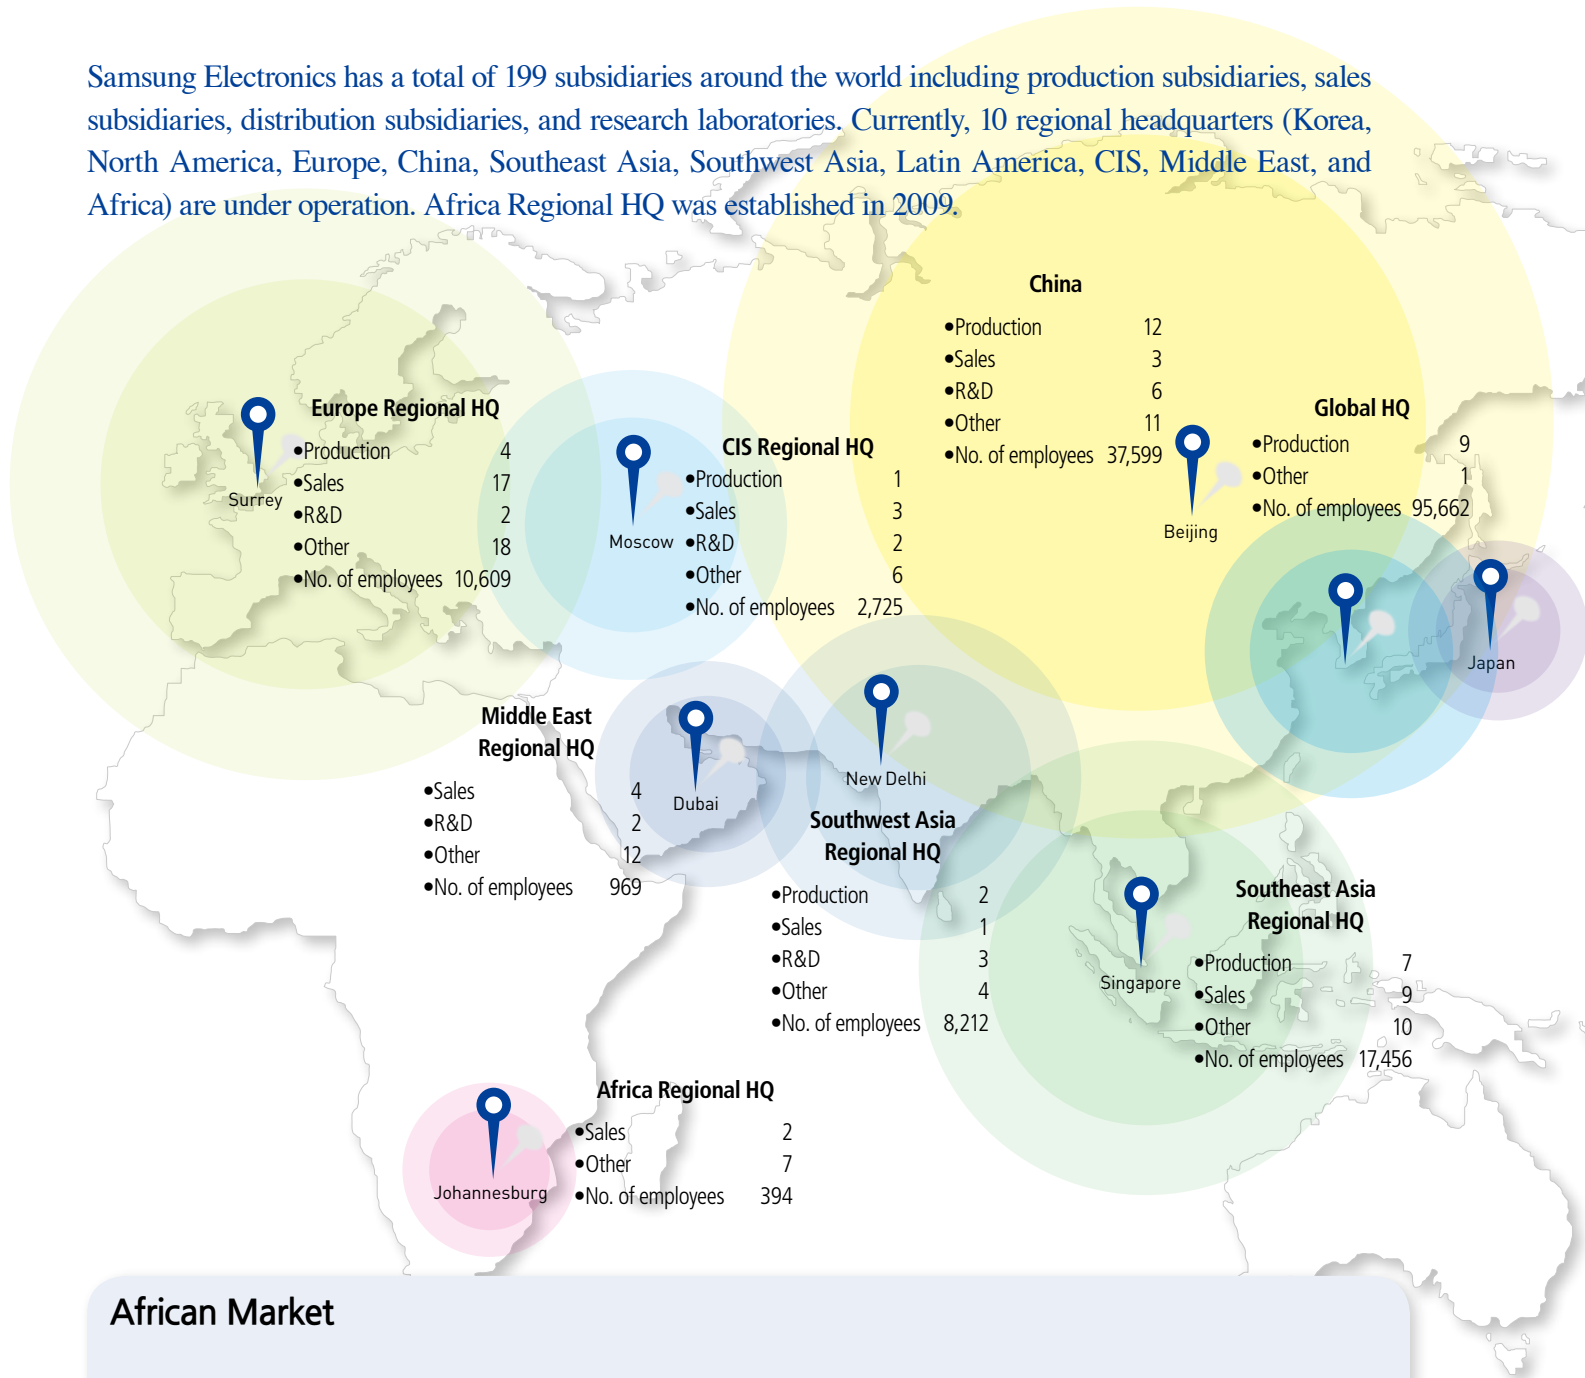 Samsung Electronics has a total of 199 subsidiaries around the world including production subsidiaries, sales
subsidiaries, distribution subsidiaries, and research laboratories. Currently, 10 regional headquarters (Korea,
North America, Europe, China, Southeast Asia, Southwest Asia, Latin America, CIS, Middle East, and
Africa) are under operation. Africa Regional HQ was established in 2009.
China
•Production 12
•Sales 3
•R&D 6
•Other 11
•No. of employees 37,599
Beijing
Global HQ
•Production 9
•Other 1
•No. of employees 95,662
Japan
Europe Regional HQ
•Production 4
•Sales 17
•R&D 2
•Other 18
•No. of employees 10,609
Surrey
CIS Regional HQ
•Production 1
•Sales 3
•R&D 2
•Other 6
•No. of employees 2,725
Moscow
Middle East
Regional HQ
•Sales 4
•R&D 2
•Other 12
•No. of employees 969
Dubai
New Delhi
Southwest Asia
Regional HQ
•Production 2
•Sales 1
•R&D 3
•Other 4
•No. of employees 8,212
Southeast Asia
Regional HQ
•Production 7
•Sales 9
•Other 10
•No. of employees 17,456
Singapore
Africa Regional HQ
•Sales 2
•Other 7
•No. of employees 394
Johannesburg
African Market